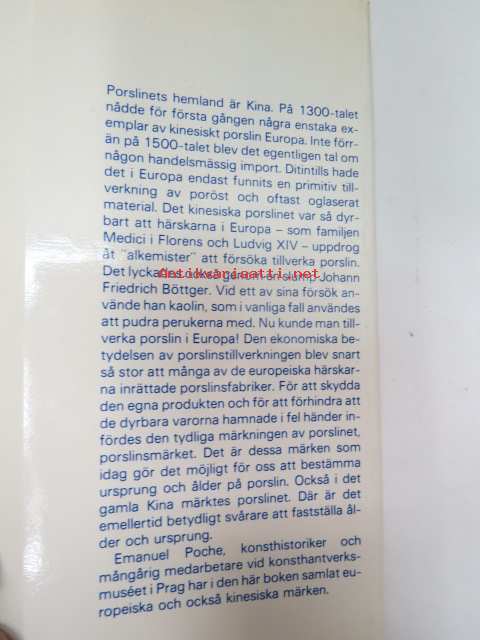 Porslinets hemland är Kina. På 1300-talet
nådde för första gången några enstaka ex-
emplar av kinesiskt porslin Europa. Inte förr-
än på 1500-talet blev det egentligen tal om
någon handelsmässig import. Ditintills hade
det i Europa endast funnits en primitiv till-
verkning av poröst och oftast oglaserat
material. Det kinesiska porslinet var så dyr-
bart att härskarna i Europa – som familjen
Medici i Florens och Ludvig XIV – uppdrog
åt "alkemister" att försöka tillverka porslin.
Det lyckades också genom en slump Johann
antikvariaatti.net
Friedrich Böttger. Vid ett av sina försök an-
vände han kaolin, som i vanliga fall användes
att pudra perukerna med. Nu kunde man till-
verka porslin i Europa! Den ekonomiska be-
tydelsen av porslinstillverkningen blev snart
så stor att många av de europeiska härskar-
na inrättade porslinsfabriker. För att skydda
den egna produkten och för att förhindra att
de dyrbara varorna hamnade i fel händer in-
fördes den tydliga märkningen av porslinet,
porslinsmärket. Det är dessa märken som
idag gör det möjligt för oss att bestämma
ursprung och ålder på porslin. Också i det
gamla Kina märktes porslinet. Där är det
emellertid betydligt svårare att fastställa ål-
der och ursprung.
Emanuel Poche, konsthistoriker och
mångårig medarbetare vid konsthantverks-
muséet i Prag har i den här boken samlat eu-
ropeiska och också kinesiska märken.